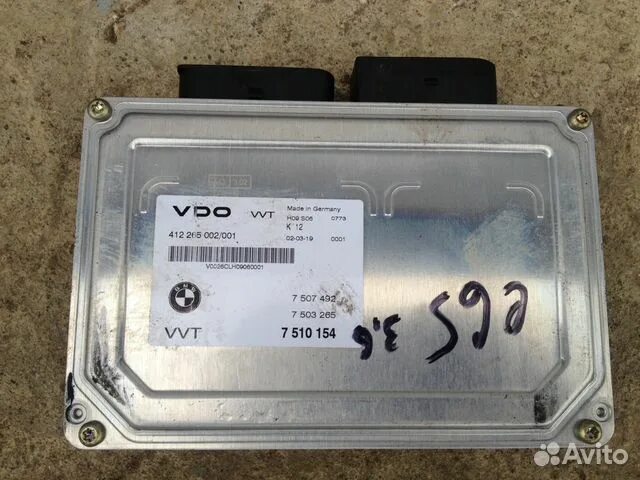 VDO VVT
Made in Germany
H09 S06 0773
K 12
02-03-19 0001
412 265 002/001
V0026CLH09060001
BMW
7 507 492
7 503 265
VVT 7 510 154
3.6
Avito